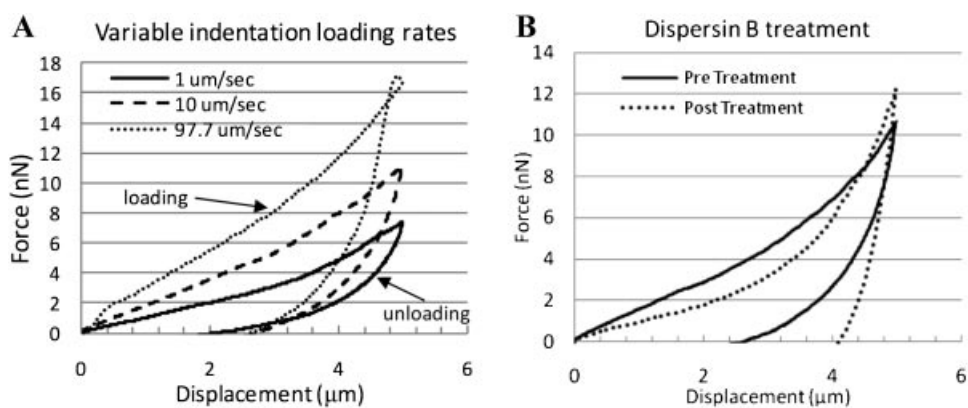 A
Variable indentation loading rates
18
16
14
12
10
8
6
4
2
0
Force (nN)
1 um/sec
10 um/sec
97.7 um/sec
loading
unloading
0 2 4 6
Displacement (μm)
B
Dispersin B treatment
14
12
10
8
6
4
2
0
Force (nN)
Pre Treatment
Post Treatment
0 2 4 6
Displacement (μm)